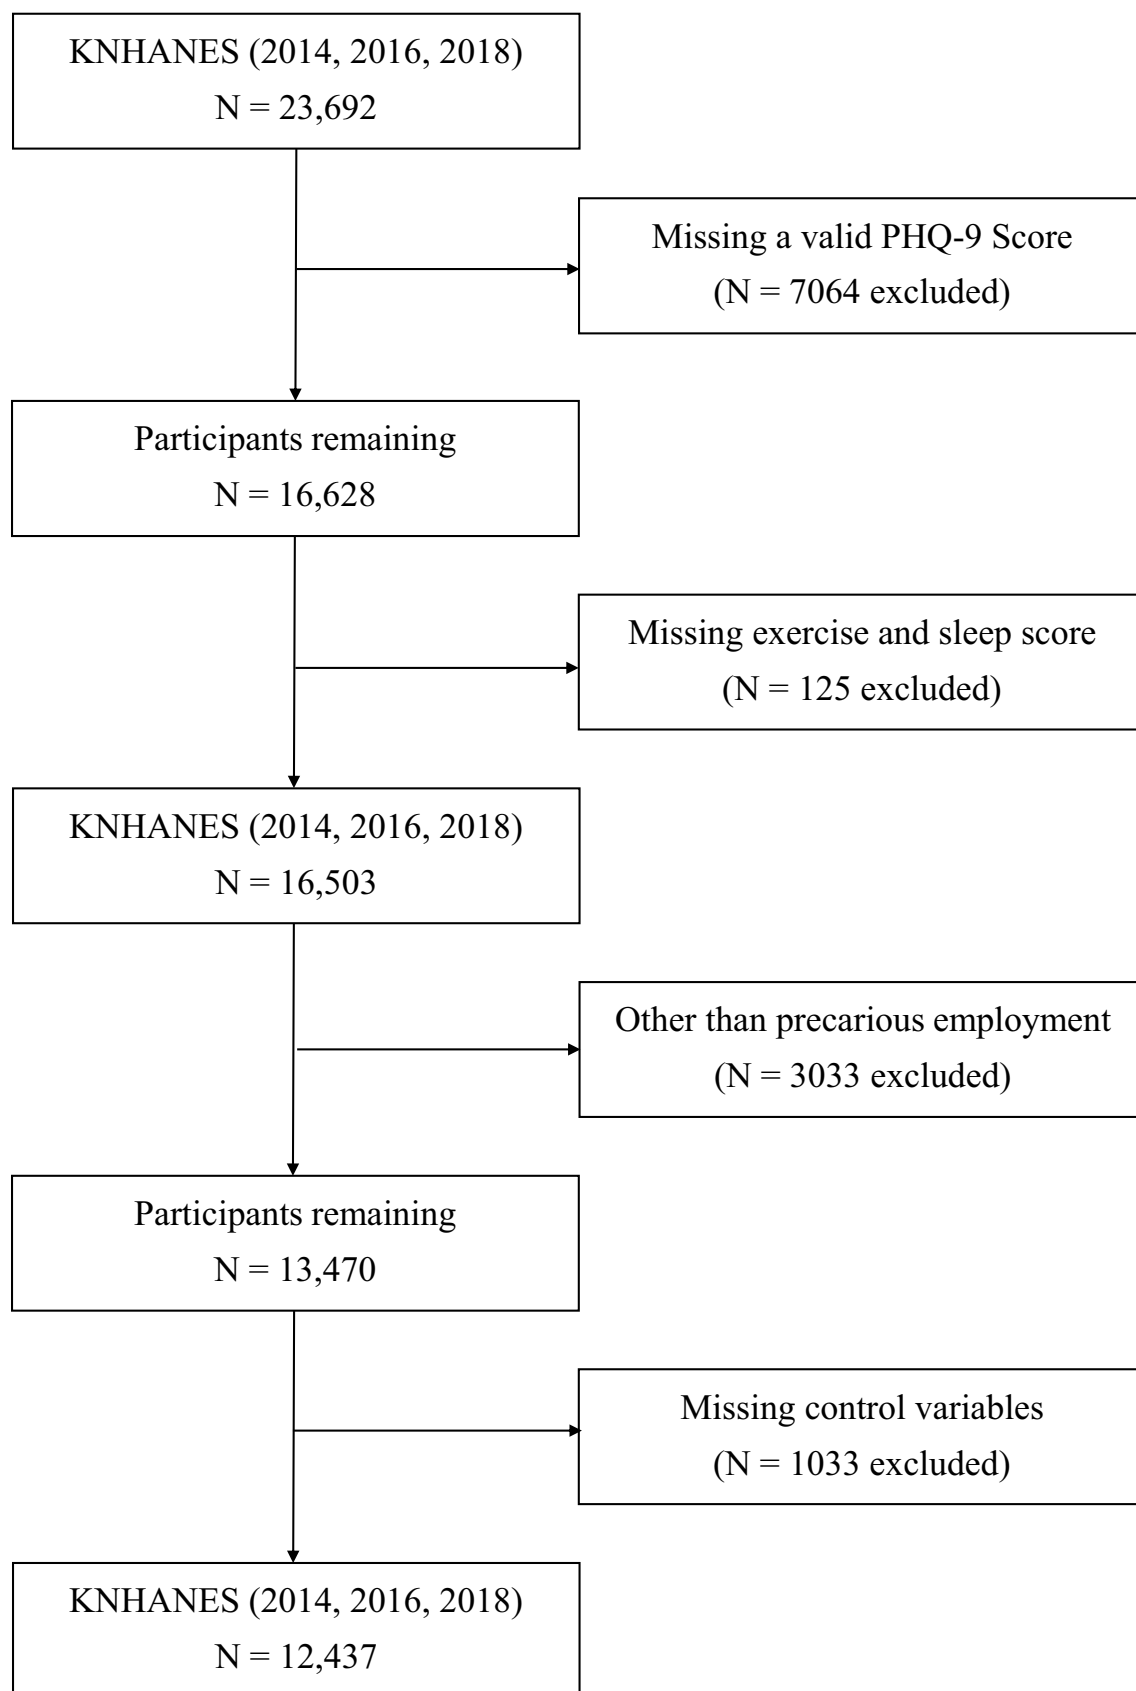 KNHANES (2014, 2016, 2018)
N = 23,692
Missing a valid PHQ-9 Score
(N = 7064 excluded)
Participants remaining
N = 16,628
Missing exercise and sleep score
(N = 125 excluded)
KNHANES (2014, 2016, 2018)
N = 16,503
Other than precarious employment
(N = 3033 excluded)
Participants remaining
N = 13,470
Missing control variables
(N = 1033 excluded)
KNHANES (2014, 2016, 2018)
N = 12,437